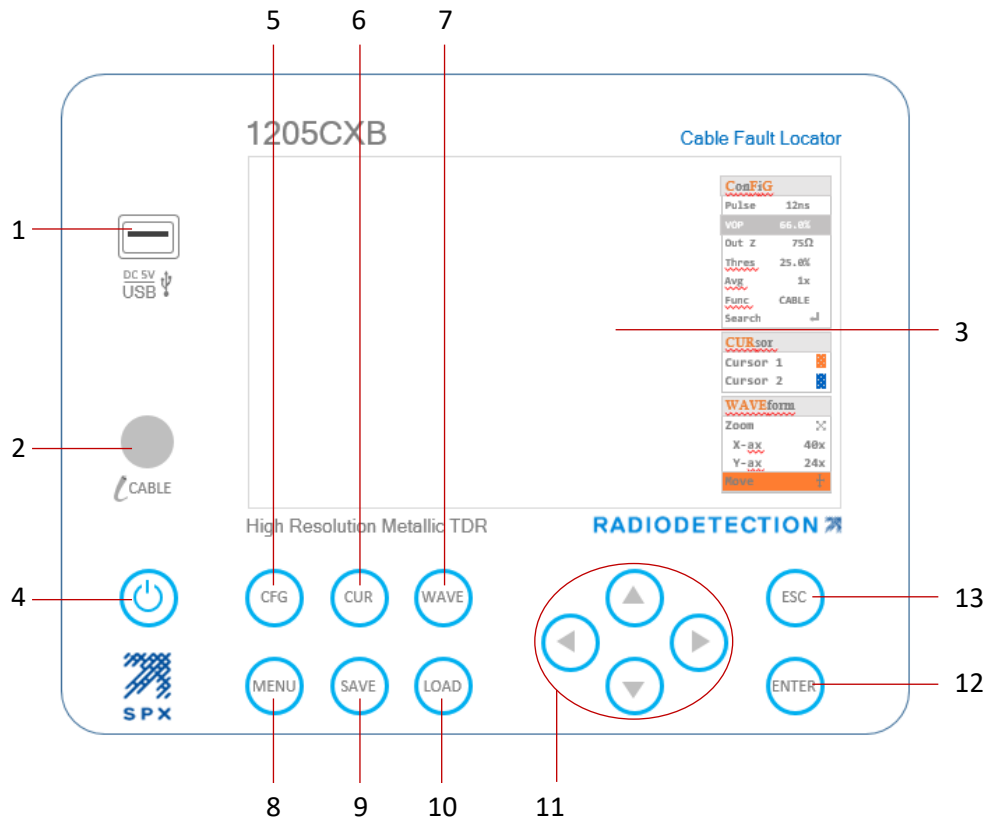 5 6 7
1205CXB
Cable Fault Locator
ConFiG
Pulse 12ns
VOP 66.0%
Out Z 75Ω
Thres 25.0%
Avg 1x
Func CABLE
Search ↲
CURsor
Cursor 1
Cursor 2
WAVEform
Zoom
X-ax 40x
Y-ax 24x
Move
1
DC 5V
USB
3
2
CABLE
High Resolution Metallic TDR
RADIODETECTION
4
CFG CUR WAVE
ESC
13
MENU SAVE LOAD
ENTER
12
SPX
8 9 10 11